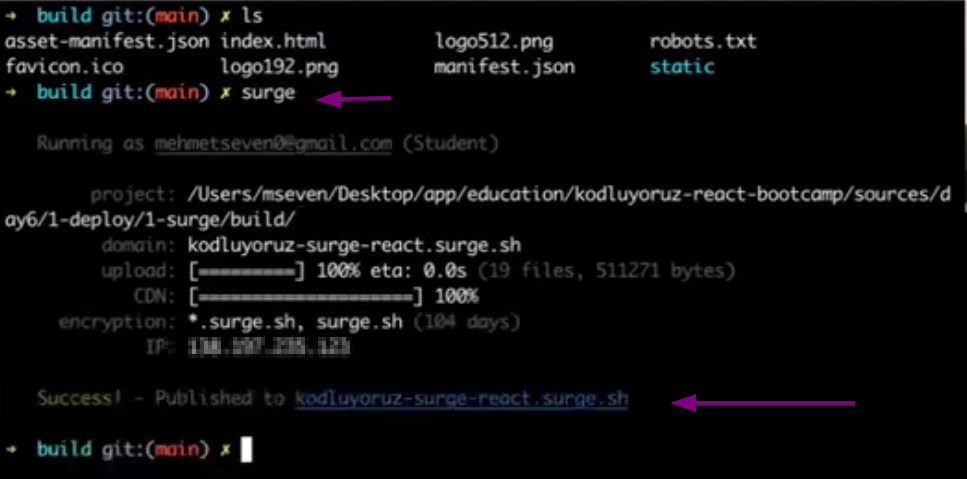 → build git:(main) ✗ ls
asset-manifest.json index.html logo512.png robots.txt
favicon.ico logo192.png manifest.json static
→ build git:(main) ✗ surge
Running as mehmetseven0@gmail.com (Student)
project: /Users/mseven/Desktop/app/education/kodluyoruz-react-bootcamp/sources/d
ay6/1-deploy/1-surge/build/
domain: kodluyoruz-surge-react.surge.sh
upload: [=========] 100% eta: 0.0s (19 files, 511271 bytes)
CDN: [====================] 100%
encryption: *.surge.sh, surge.sh (104 days)
IP:
Success! - Published to kodluyoruz-surge-react.surge.sh
→ build git:(main) ✗